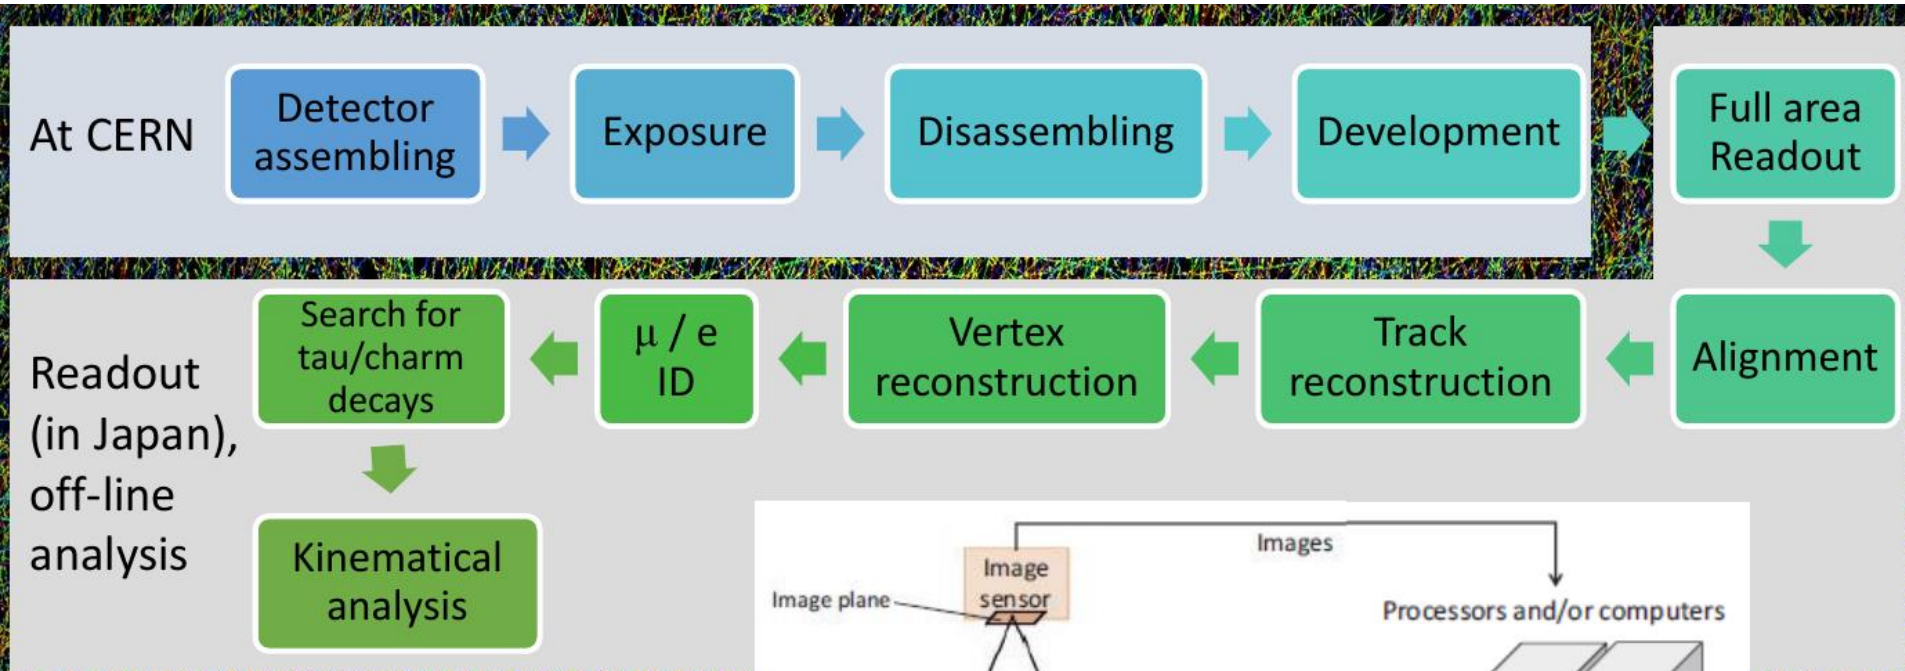 At CERN
Detector
assembling
Exposure
Disassembling
Development
Full area
Readout
Alignment
Track
reconstruction
Vertex
reconstruction
μ / e
ID
Search for
tau/charm
decays
Kinematical
analysis
Readout
(in Japan),
off-line
analysis
Images
Image
sensor
Image plane
Processors and/or computers